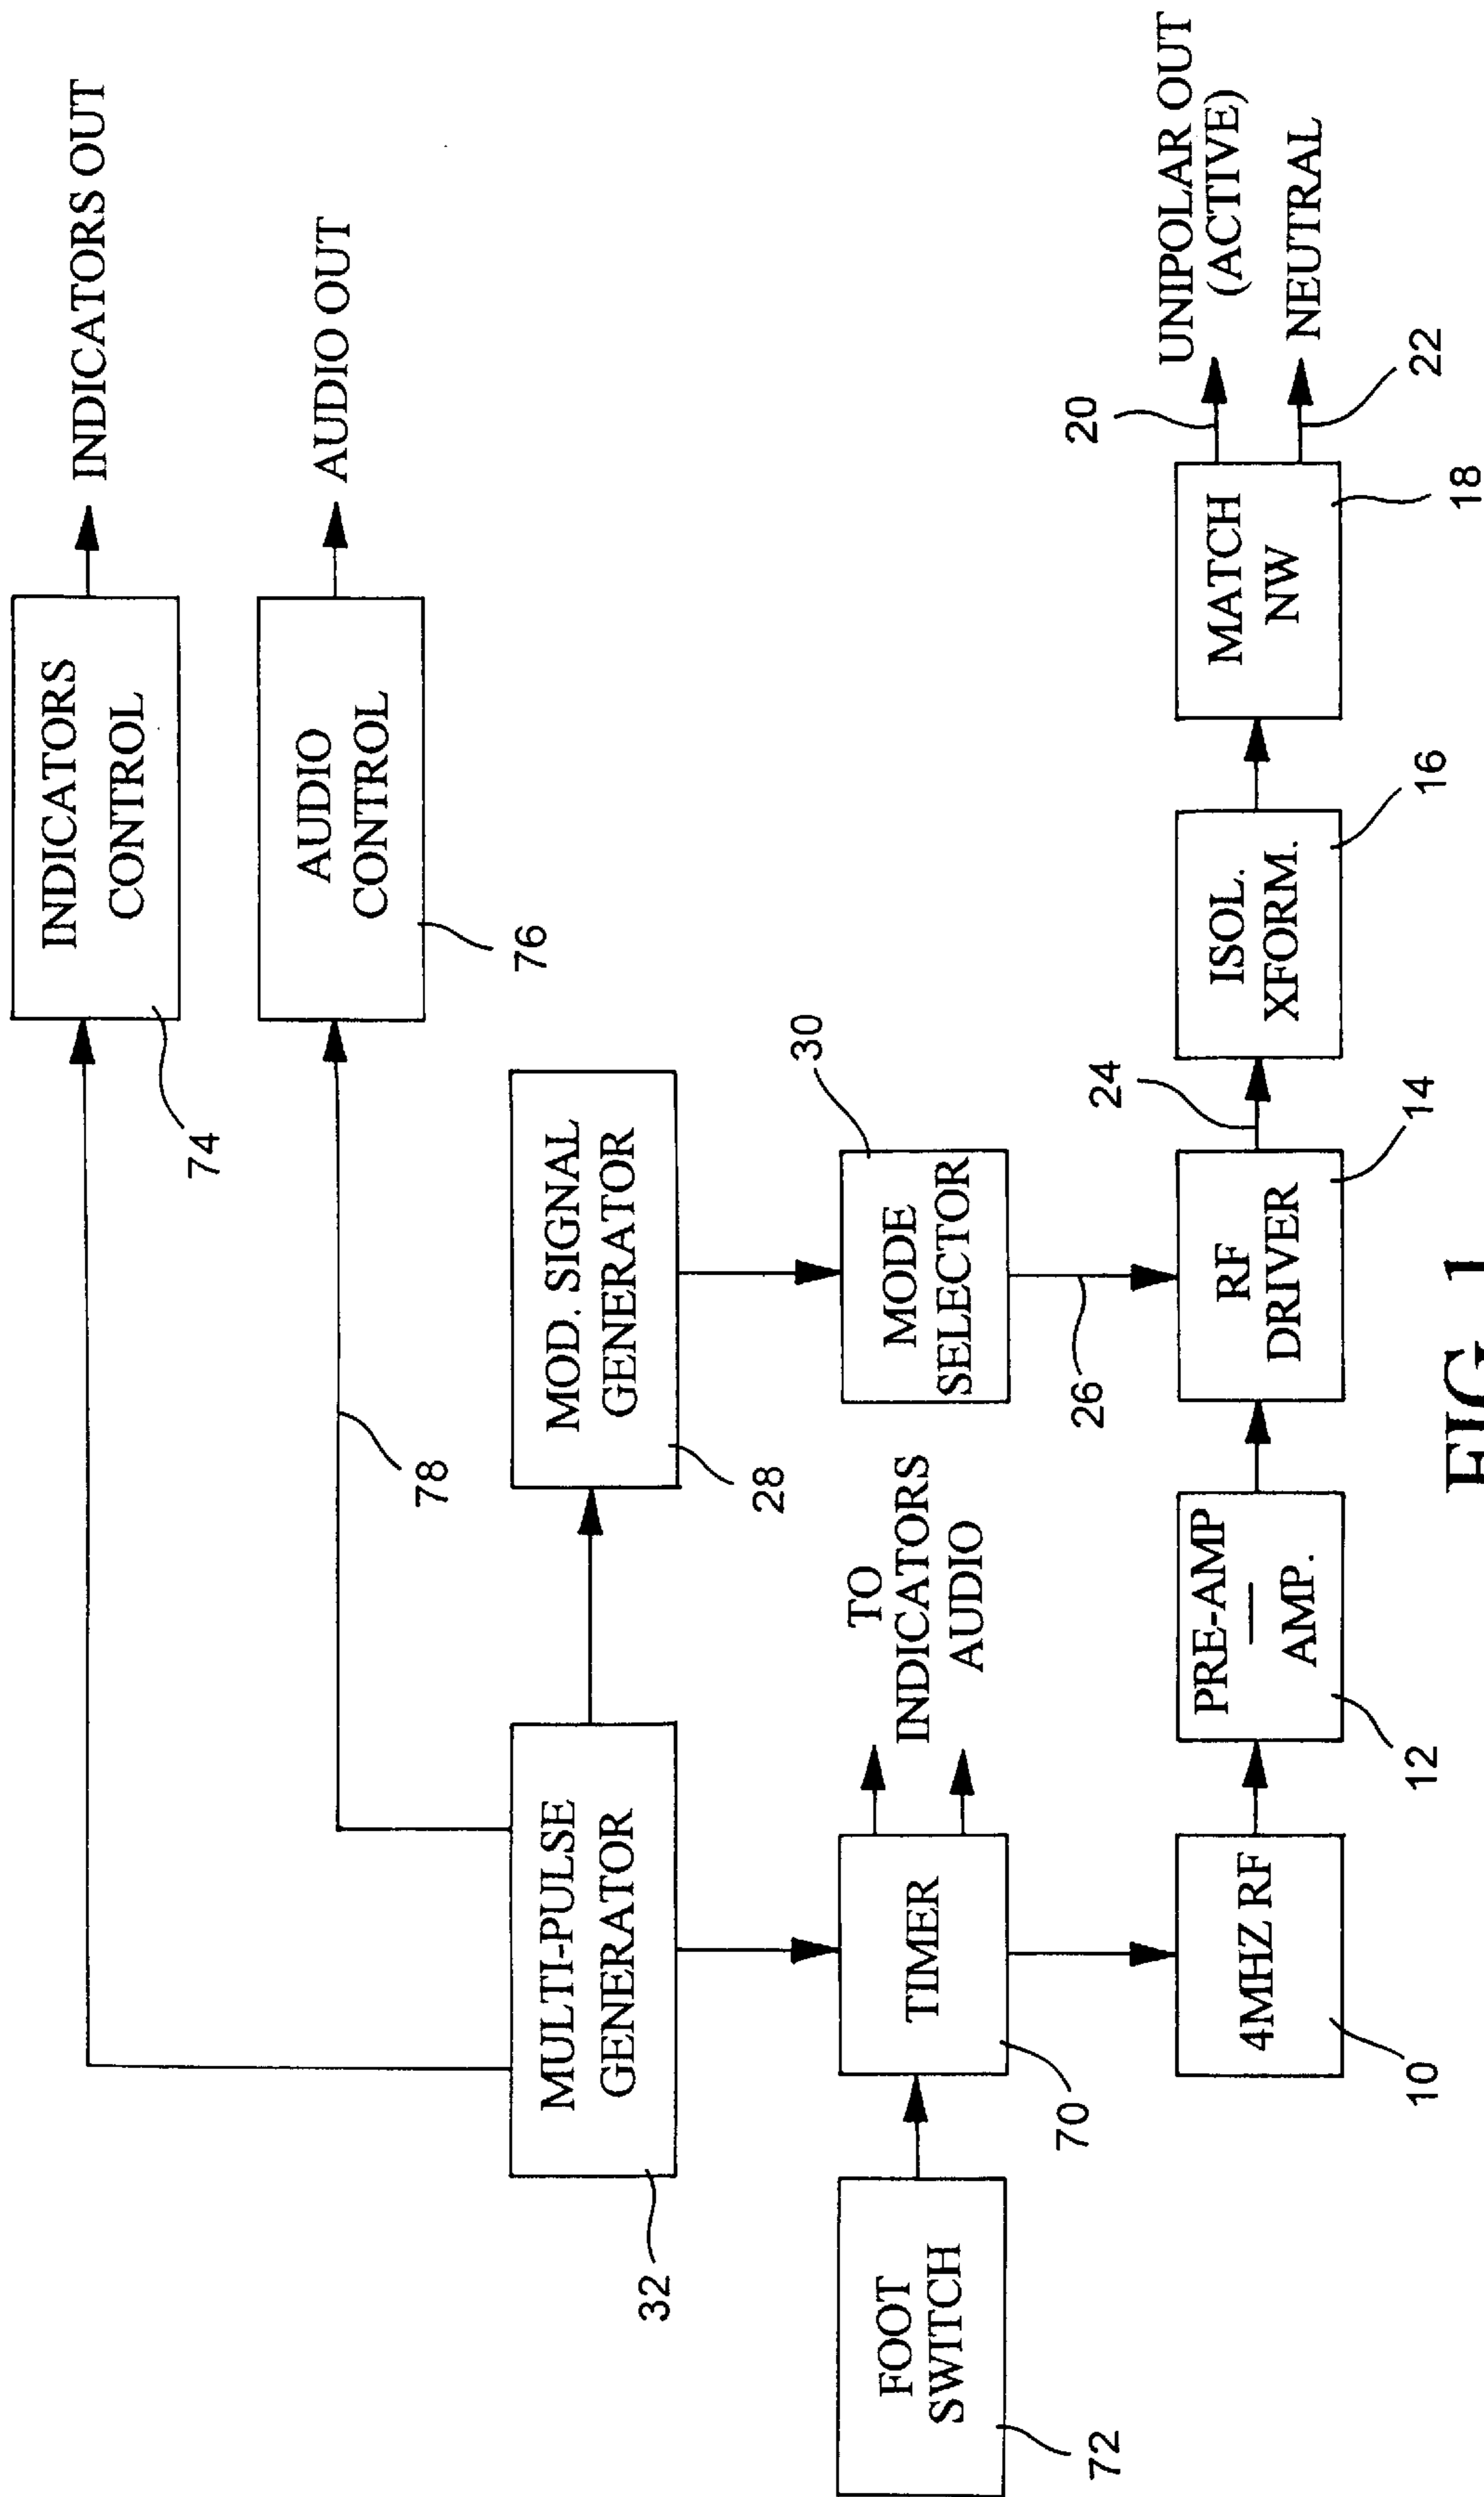 INDICATORS
CONTROL
INDICATORS OUT
74
AUDIO
CONTROL
AUDIO OUT
76
78
MULTI-PULSE
GENERATOR
32
MOD. SIGNAL
GENERATOR
28
FOOT
SWITCH
72
TIMER
70
TO
INDICATORS
AUDIO
MODE
SELECTOR
30
26
4MHZ RF
10
PRE-AMP
—
AMP.
12
RF
DRIVER
14
24
ISOL.
XFORM.
16
MATCH
NW
18
20
UNIPOLAR OUT
(ACTIVE)
NEUTRAL
22
FIG. 1